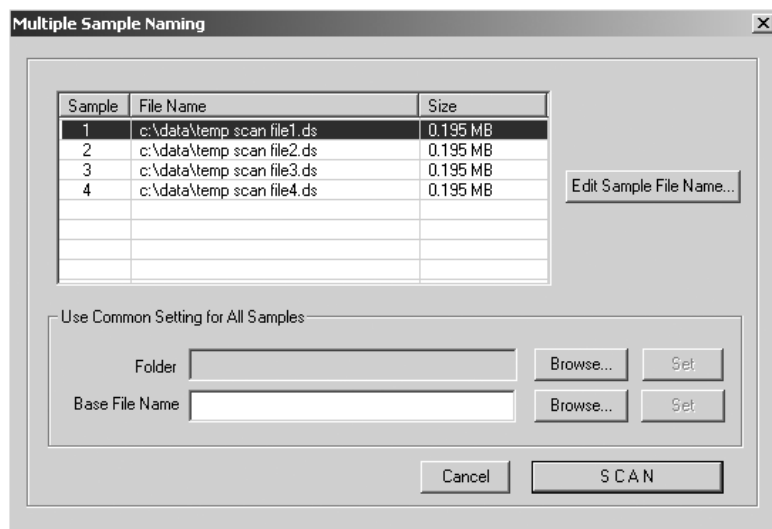 Multiple Sample Naming
Sample File Name Size
1 c:\data\temp scan file1.ds 0.195 MB
2 c:\data\temp scan file2.ds 0.195 MB
3 c:\data\temp scan file3.ds 0.195 MB
4 c:\data\temp scan file4.ds 0.195 MB
Edit Sample File Name...
Use Common Setting for All Samples
Folder Browse... Set
Base File Name Browse... Set
Cancel S C A N